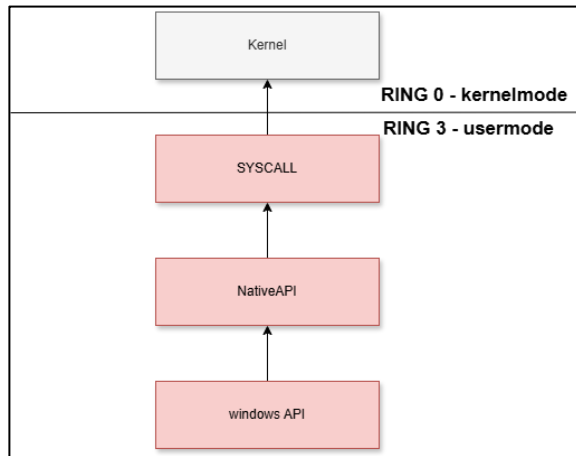 Kernel
RING 0 - kernelmode
RING 3 - usermode
SYSCALL
NativeAPI
windows API